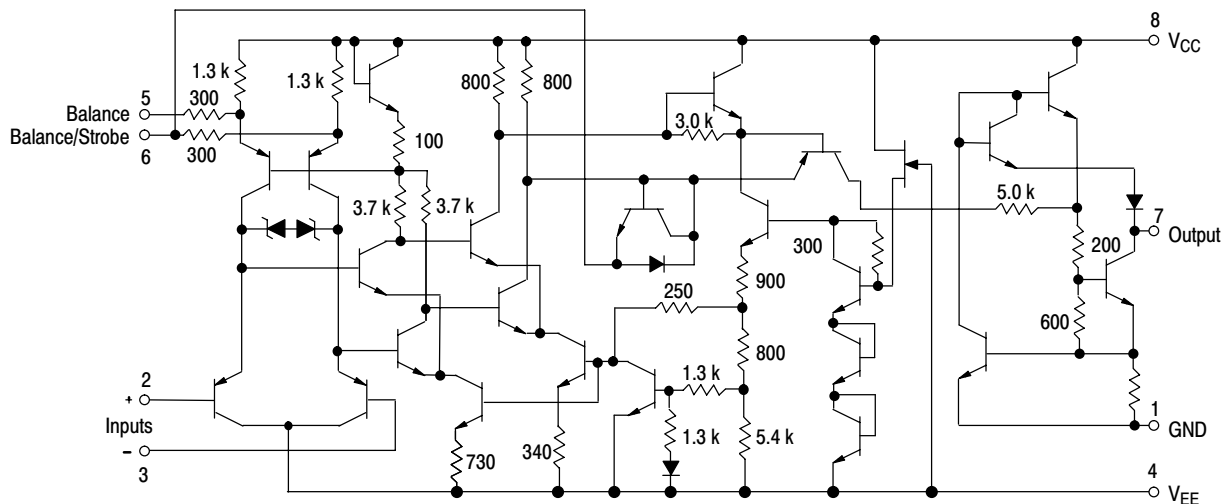 8
VCC
1.3 k
1.3 k
800
800
5
Balance
300
Balance/Strobe
6
300
100
3.0 k
3.7 k
3.7 k
5.0 k
7
Output
300
200
900
250
600
800
2
+
Inputs
–
3
1.3 k
1.3 k
5.4 k
340
730
1
GND
4
VEE